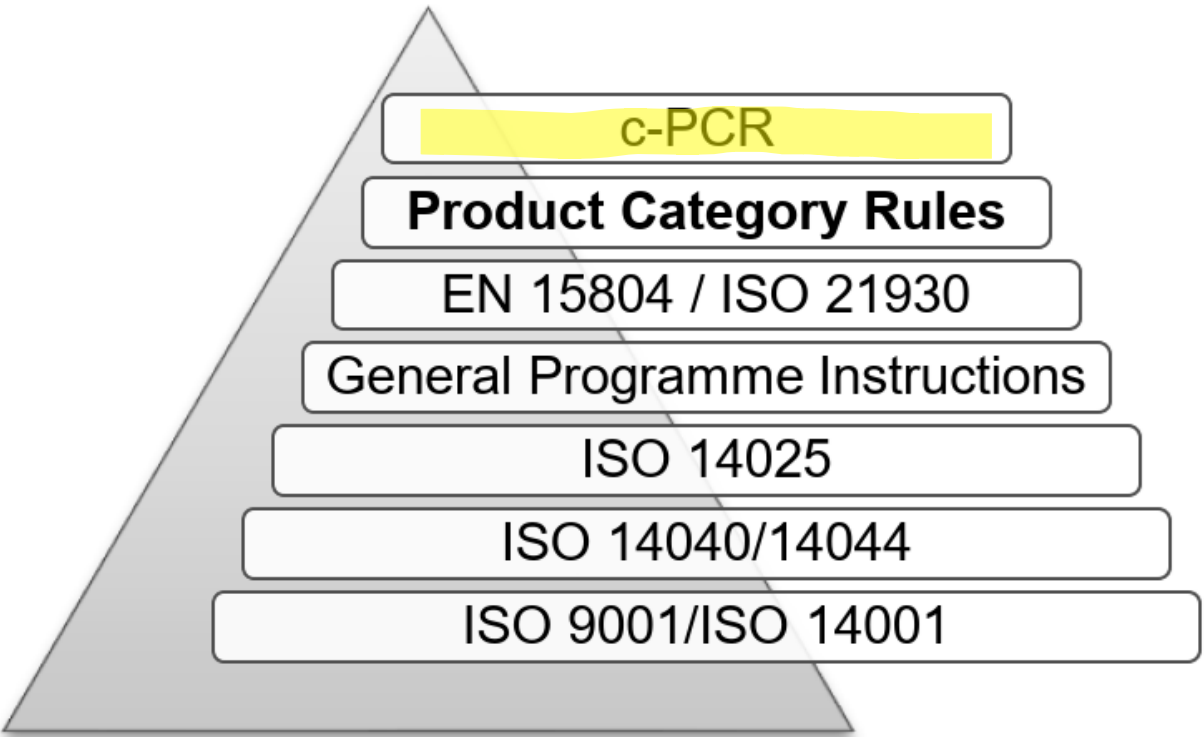 c-PCR
Product Category Rules
EN 15804 / ISO 21930
General Programme Instructions
ISO 14025
ISO 14040/14044
ISO 9001/ISO 14001